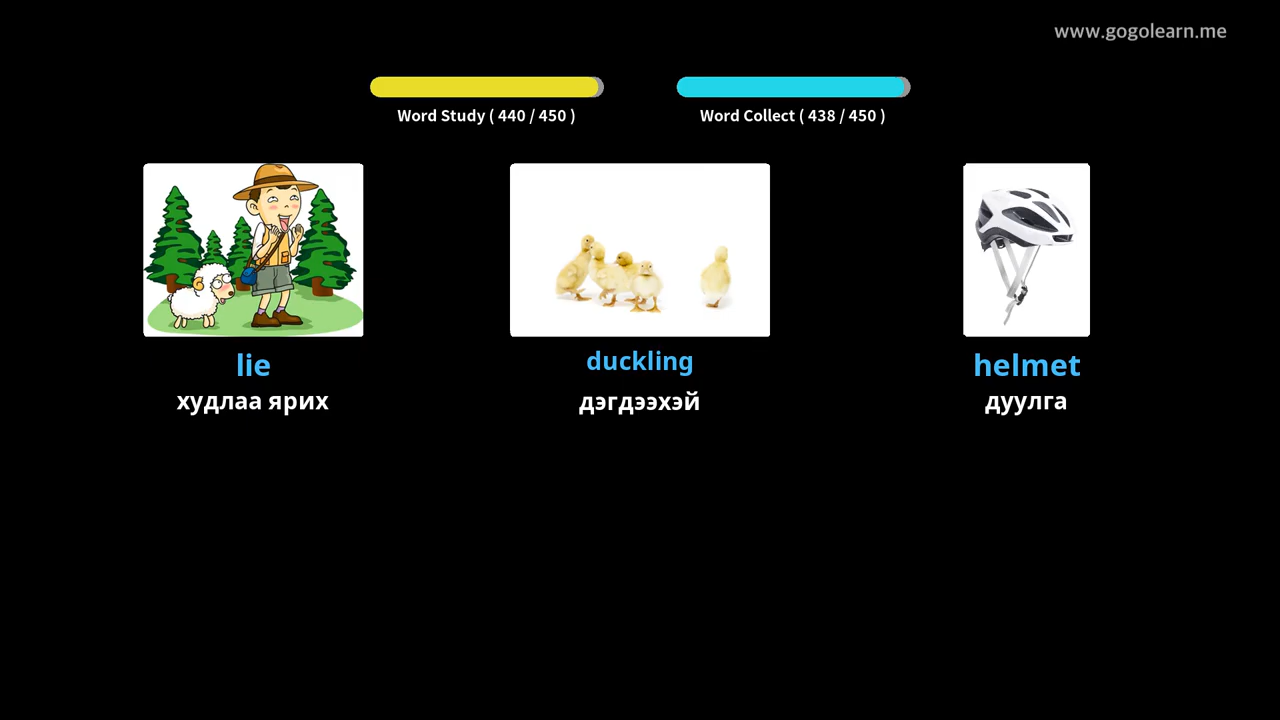 www.gogolearn.me
Word Study ( 440 / 450 )
Word Collect ( 438 / 450 )
lie
худлаа ярих
duckling
дэгдээхэй
helmet
дуулга